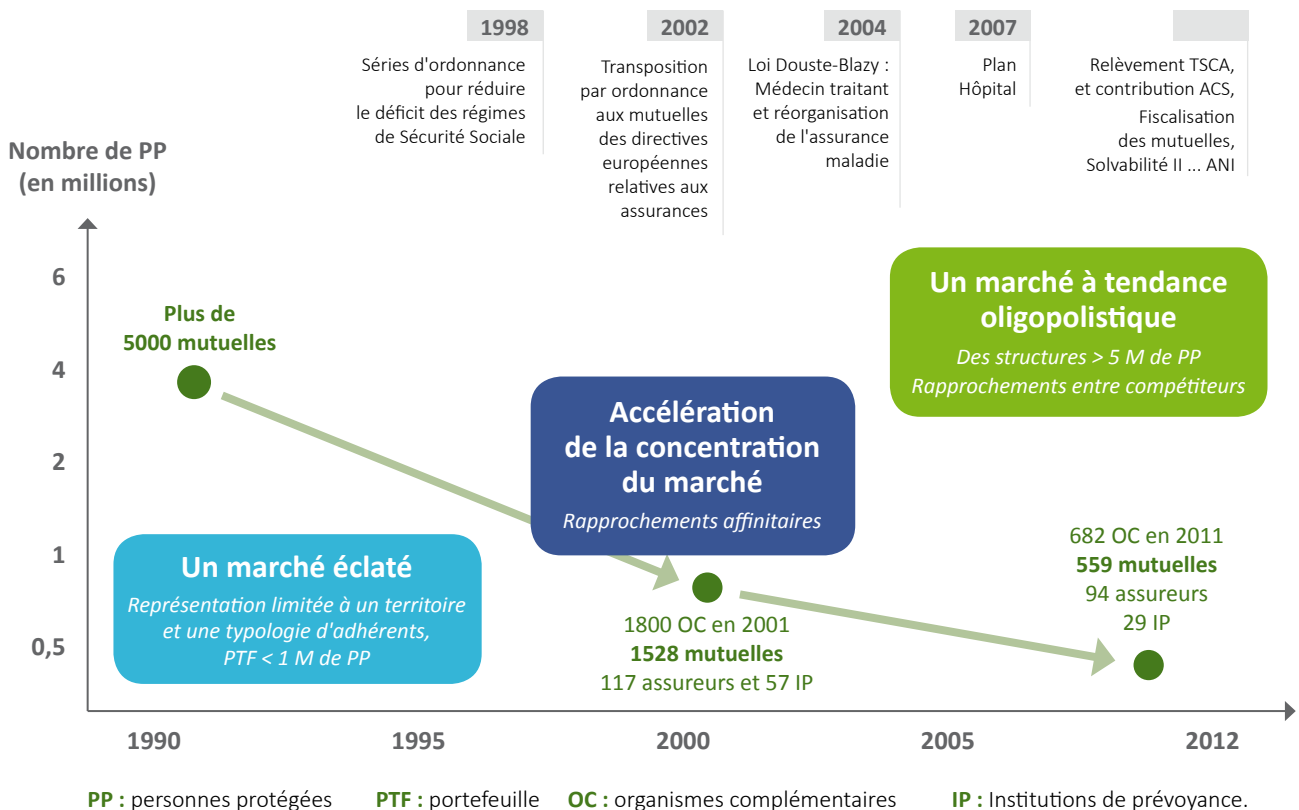 1998
Séries d'ordonnance
pour réduire
le déficit des régimes
de Sécurité Sociale
2002
Transposition
par ordonnance
aux mutuelles
des directives
européennes
relatives aux
assurances
2004
Loi Douste-Blazy :
Médecin traitant
et réorganisation
de l'assurance
maladie
2007
Plan
Hôpital
Relèvement TSCA,
et contribution ACS,
Fiscalisation
des mutuelles,
Solvabilité II ... ANI
Nombre de PP
(en millions)
6
4
2
1
0,5
Plus de
5000 mutuelles
Un marché éclaté
Représentation limitée à un territoire
et une typologie d'adhérents,
PTF < 1 M de PP
Accélération
de la concentration
du marché
Rapprochements affinitaires
1800 OC en 2001
1528 mutuelles
117 assureurs et 57 IP
Un marché à tendance
oligopolistique
Des structures > 5 M de PP
Rapprochements entre compétiteurs
682 OC en 2011
559 mutuelles
94 assureurs
29 IP
1990 1995 2000 2005 2012
PP : personnes protégées PTF : portefeuille OC : organismes complémentaires IP : Institutions de prévoyance.